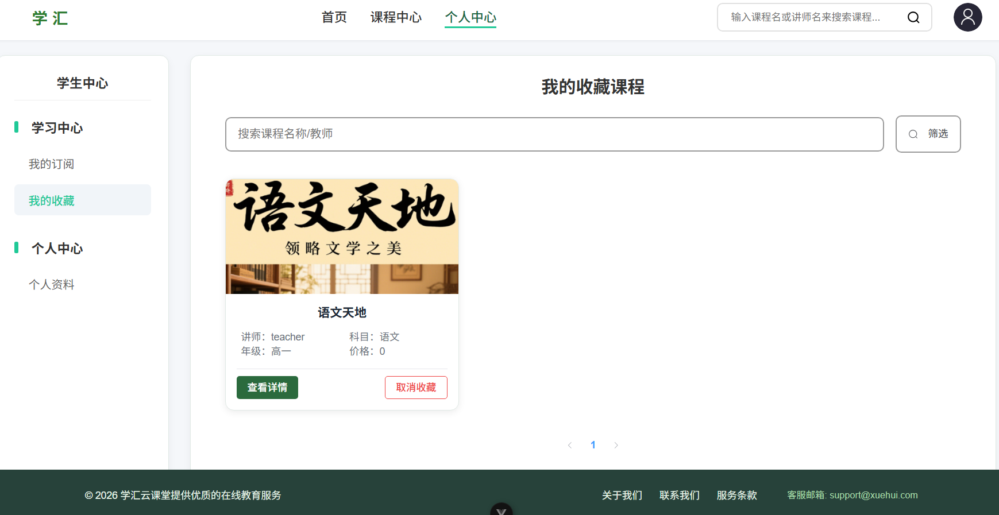 学 汇
首页
课程中心
个人中心
输入课程名或讲师名来搜索课程...
学生中心
学习中心
我的订阅
我的收藏
个人中心
个人资料
我的收藏课程
搜索课程名称/教师
筛选
语文天地
领略文学之美
语文天地
讲师：teacher
科目：语文
年级：高一
价格：0
查看详情
取消收藏
1
© 2026 学汇云课堂提供优质的在线教育服务
关于我们
联系我们
服务条款
客服邮箱: support@xuehui.com